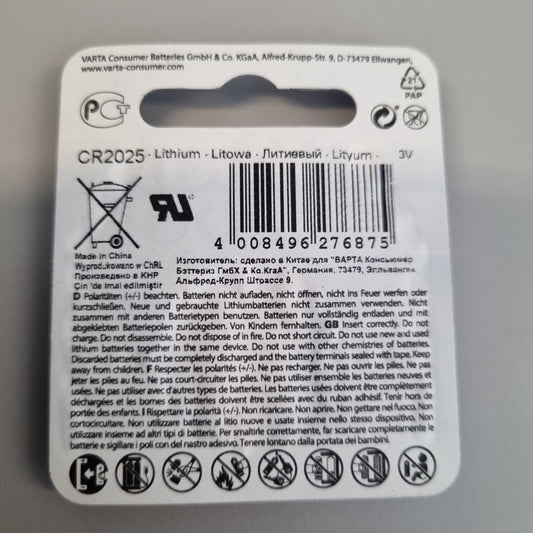 VARTA Consumer Batteries GmbH & Co. KGaA, Alfred-Krupp-Str. 9, D-73479 Ellwangen,
www.varta-consumer.com
21
PAP
CR2025 · Lithium · Litowa · Литиевый · Lityum · 3V
4 008496 276875
Made in China
Wyprodukowano w ChRL
Произведено в КНР
Çin 'de imal edilmiştir
Изготовитель: сделано в Китае для "ВАРТА Консьюмер
Бэттериз ГмбХ & Ko.KraA", Германия, 73479, Элльванген,
Альфред-Крупп Штрассе 9.
D Polaritäten (+/-) beachten. Batterien nicht aufladen, nicht öffnen, nicht ins Feuer werfen oder
kurzschließen. Neue und gebrauchte Lithiumbatterien nicht zusammen verwenden. Nicht
zusammen mit anderen Batterietypen benutzen. Batterien nur vollständig entladen und mit
abgeklebten Batteriepolen zurückgeben. Von Kindern fernhalten. GB Insert correctly. Do not
charge. Do not disassemble. Do not dispose of in fire. Do not short circuit. Do not use new and used
lithium batteries together in the same device. Do not use with other chemistries of batteries.
Discarded batteries must be completely discharged and the battery terminals sealed with tape. Keep
away from children. F Respecter les polarités (+/-). Ne pas recharger. Ne pas ouvrir les piles. Ne pas
jeter les piles au feu. Ne pas court-circuiter les piles. Ne pas utiliser ensemble les batteries neuves et
usées. Ne pas utiliser avec d'autres types de batteries. Les batteries usées doivent être complètement
déchargées et les bornes des batteries doivent être scellées avec du ruban adhésif. Tenir hors de
portée des enfants. I Rispettare la polarità (+/-). Non ricaricare. Non aprire. Non gettare nel fuoco. Non
cortocircuitare. Non utilizzare batterie al litio nuove e usate insieme nello stesso dispositivo. Non
utilizzare insieme ad altri tipi di batterie. Per smaltirle correttamente, far scaricare completamente le
batterie e sigillare i poli con del nastro adesivo. Tenere lontano dalla portata dei bambini.